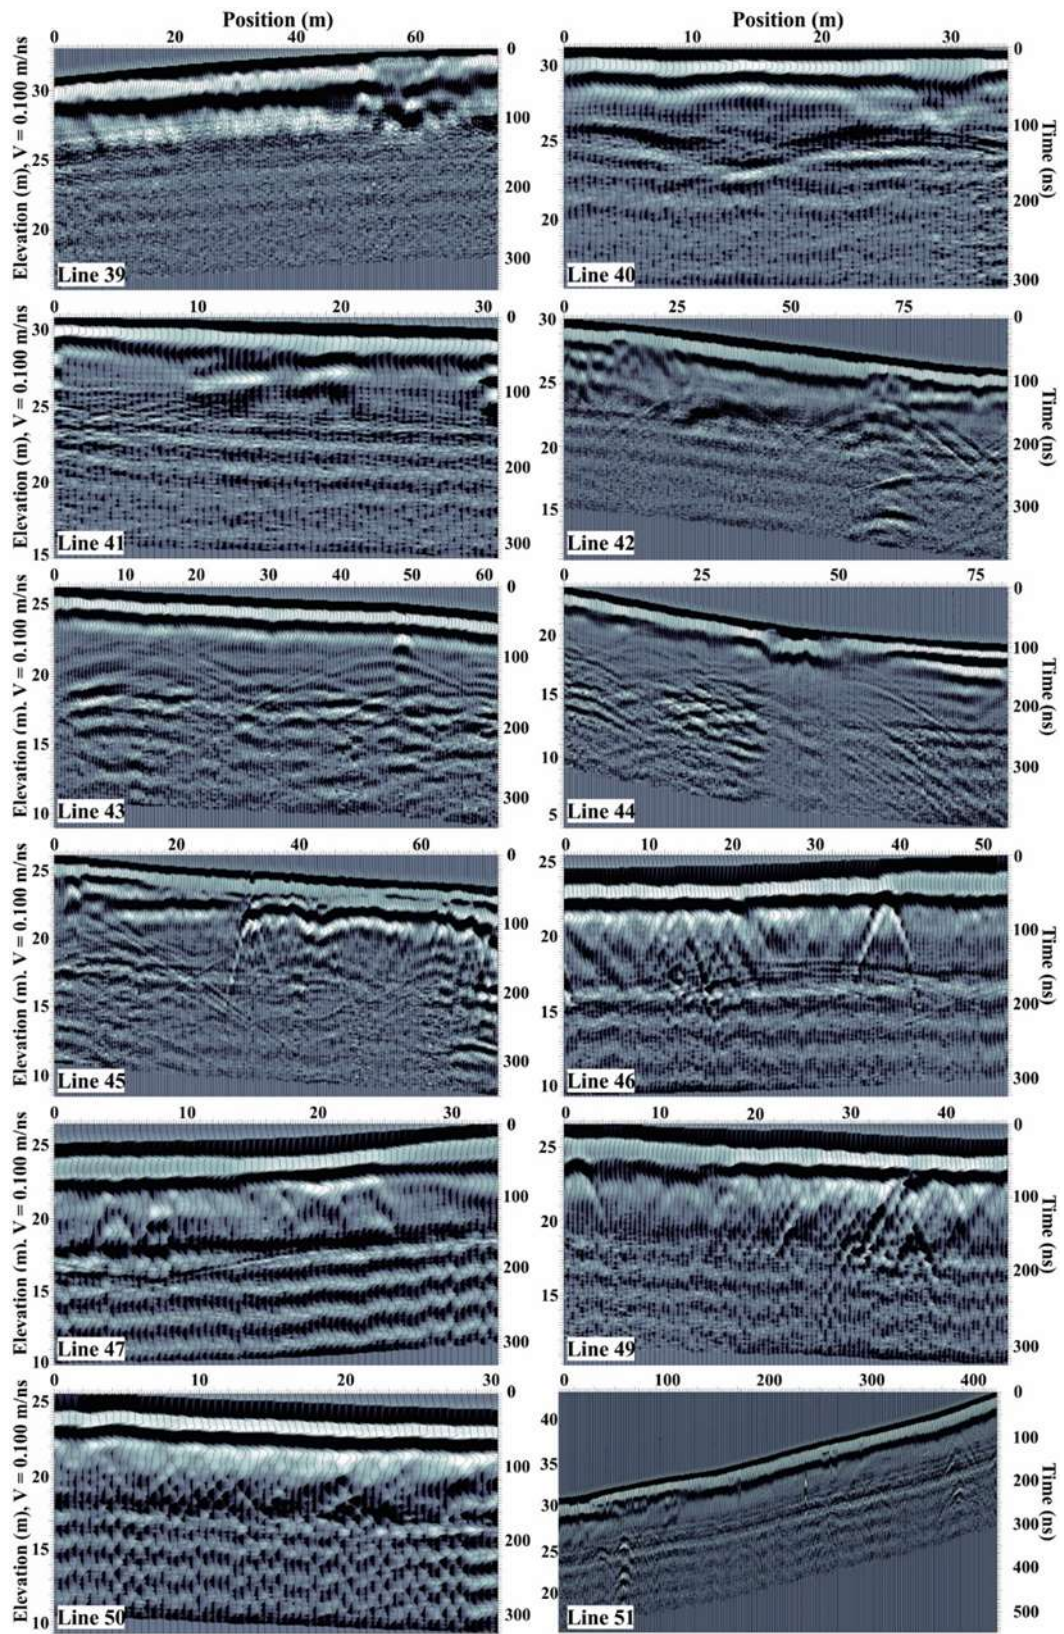 Position (m) Position (m)
0 20 40 60 0 10 20 30
Elevation (m), V = 0.100 m/ns
30 25 20
0 100 200 300
Line 39
30 25 20
0 100 200 300
Time (ns)
Line 40
0 10 20 31 0 25 50 75
Elevation (m), V = 0.100 m/ns
30 25 20 15
0 100 200 300
Line 41
30 25 20 15
0 100 200 300
Time (ns)
Line 42
0 10 20 30 40 50 62 0 25 50 75
Elevation (m), V = 0.100 m/ns
25 20 15 10
0 100 200 300
Line 43
20 15 10 5
0 100 200 300
Time (ns)
Line 44
0 20 40 60 0 10 20 30 40 50
Elevation (m), V = 0.100 m/ns
25 20 15 10
0 100 200 300
Line 45
25 20 15 10
0 100 200 300
Time (ns)
Line 46
0 10 20 30 0 10 20 30 40
Elevation (m), V = 0.100 m/ns
25 20 15 10
0 100 200 300
Line 47
25 20 15
0 100 200 300
Time (ns)
Line 49
0 10 20 30 0 100 200 300 400
Elevation (m), V = 0.100 m/ns
25 20 15 10
0 100 200 300
Line 50
40 35 30 25 20
0 100 200 300 400 500
Time (ns)
Line 51